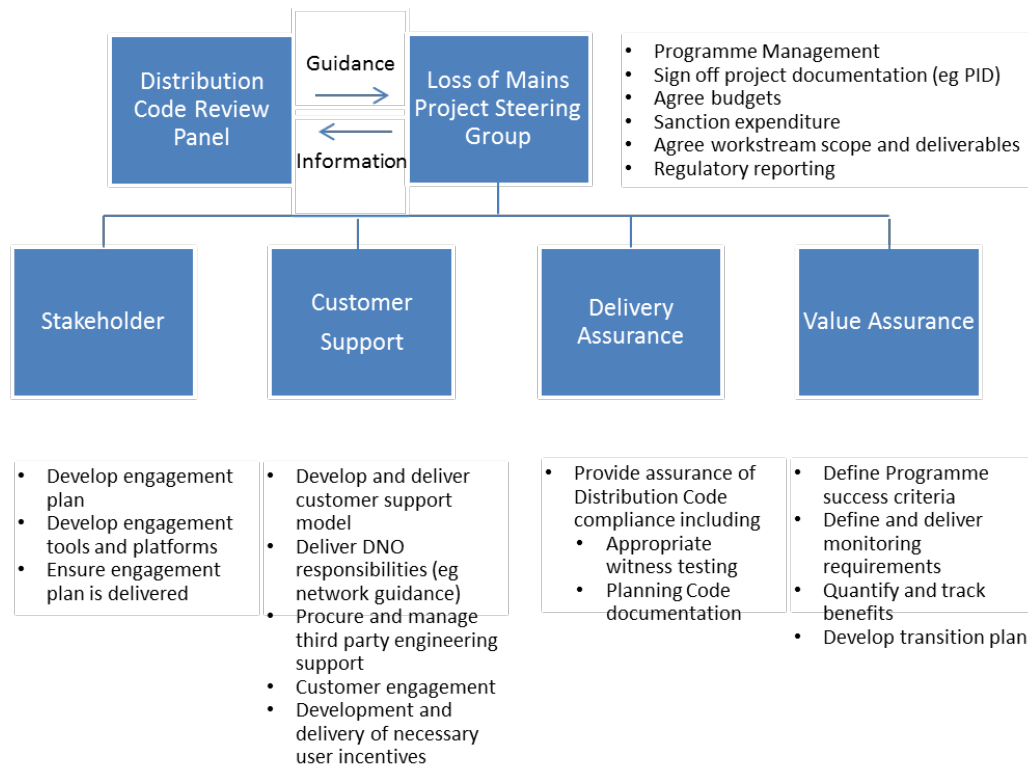 Distribution
Code Review
Panel
Guidance
Information
Loss of Mains
Project Steering
Group
• Programme Management
• Sign off project documentation (eg PID)
• Agree budgets
• Sanction expenditure
• Agree workstream scope and deliverables
• Regulatory reporting
Stakeholder
Customer
Support
Delivery
Assurance
Value Assurance
• Develop engagement
plan
• Develop engagement
tools and platforms
• Ensure engagement
plan is delivered
• Develop and deliver
customer support
model
• Deliver DNO
responsibilities (eg
network guidance)
• Procure and manage
third party engineering
support
• Customer engagement
• Development and
delivery of necessary
user incentives
• Provide assurance of
Distribution Code
compliance including
• Appropriate
witness testing
• Planning Code
documentation
• Define Programme
success criteria
• Define and deliver
monitoring
requirements
• Quantify and track
benefits
• Develop transition plan